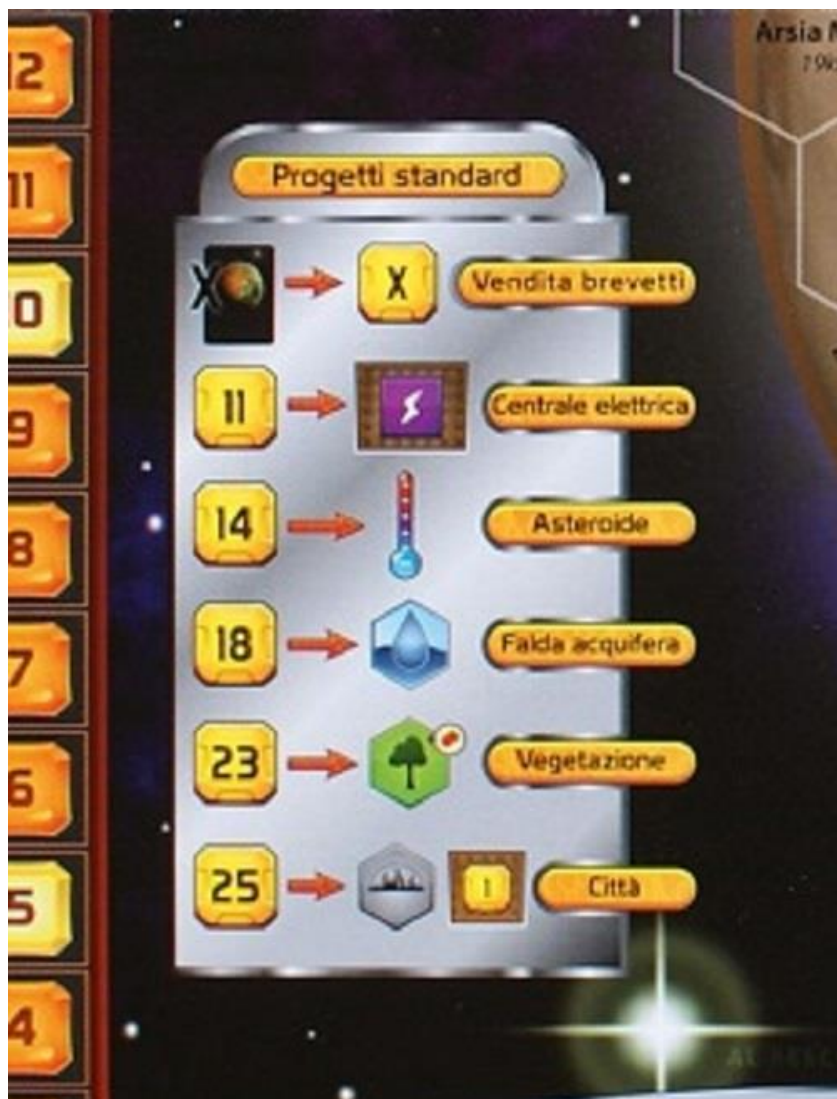 12
11
10
9
8
7
6
5
4
Arsia
Progetti standard
X X Vendita brevetti
11 Centrale elettrica
14 Asteroide
18 Falda acquifera
23 Vegetazione
25 1 Città